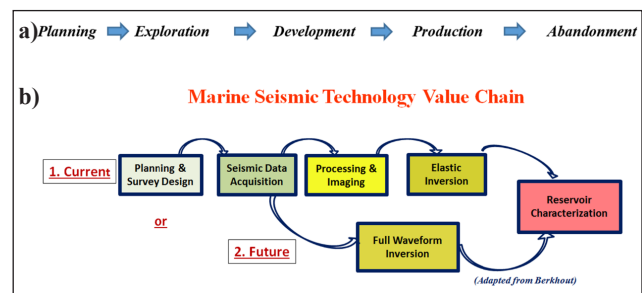 a) Planning Exploration Development Production Abandonment
b) Marine Seismic Technology Value Chain
1. Current
Planning &
Survey Design
Seismic Data
Acquisition
Processing &
Imaging
Elastic
Inversion
Reservoir
Characterization
or
2. Future
Full Waveform
Inversion
(Adapted from Berkhout)